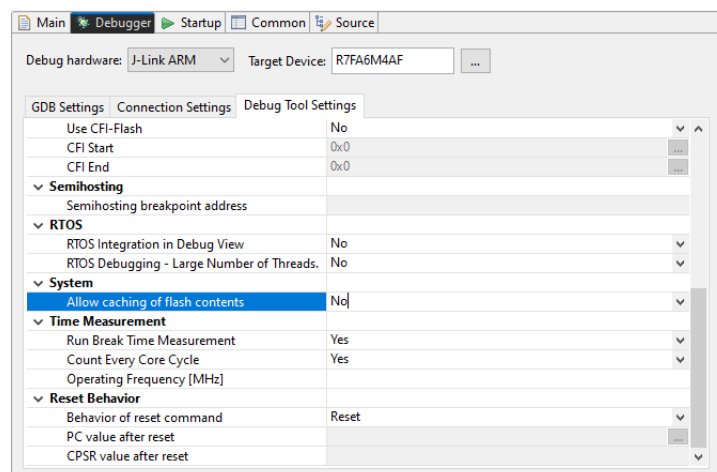 Main Debugger Startup Common Source
Debug hardware: J-Link ARM Target Device: R7FA6M4AF ...
GDB Settings Connection Settings Debug Tool Settings
Use CFI-Flash No
CFI Start 0x0 ...
CFI End 0x0 ...
Semihosting
Semihosting breakpoint address
RTOS
RTOS Integration in Debug View No
RTOS Debugging - Large Number of Threads. No
System
Allow caching of flash contents No
Time Measurement
Run Break Time Measurement Yes
Count Every Core Cycle Yes
Operating Frequency [MHz]
Reset Behavior
Behavior of reset command Reset
PC value after reset ...
CPSR value after reset